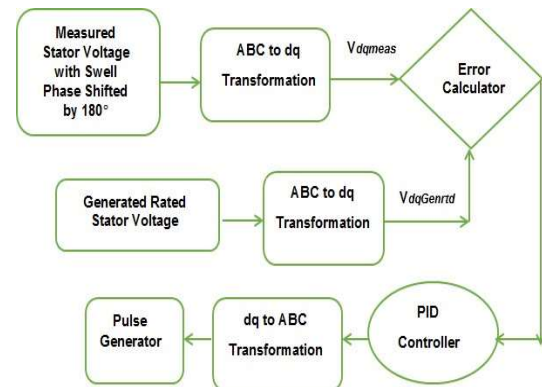 Measured
Stator Voltage
with Swell
Phase Shifted
by 180°
ABC to dq
Transformation
Vdqmeas
Error
Calculator
Generated Rated
Stator Voltage
ABC to dq
Transformation
VdqGenrtd
Pulse
Generator
dq to ABC
Transformation
PID
Controller